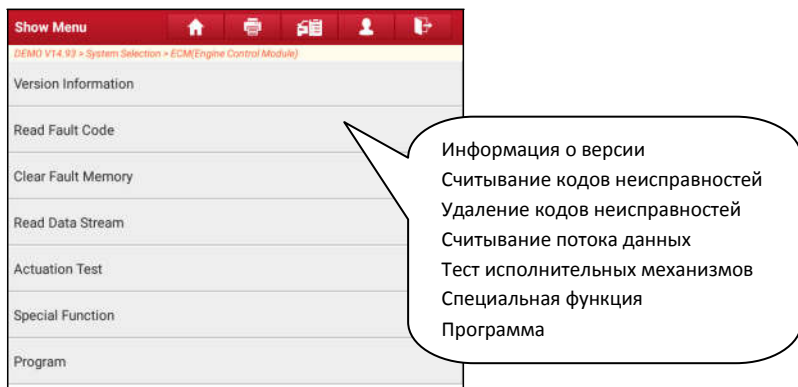 Show Menu
DEMO V14.93 > System Selection > ECM(Engine Control Module)
Version Information
Read Fault Code
Clear Fault Memory
Read Data Stream
Actuation Test
Special Function
Program
Информация о версии
Считывание кодов неисправностей
Удаление кодов неисправностей
Считывание потока данных
Тест исполнительных механизмов
Специальная функция
Программа